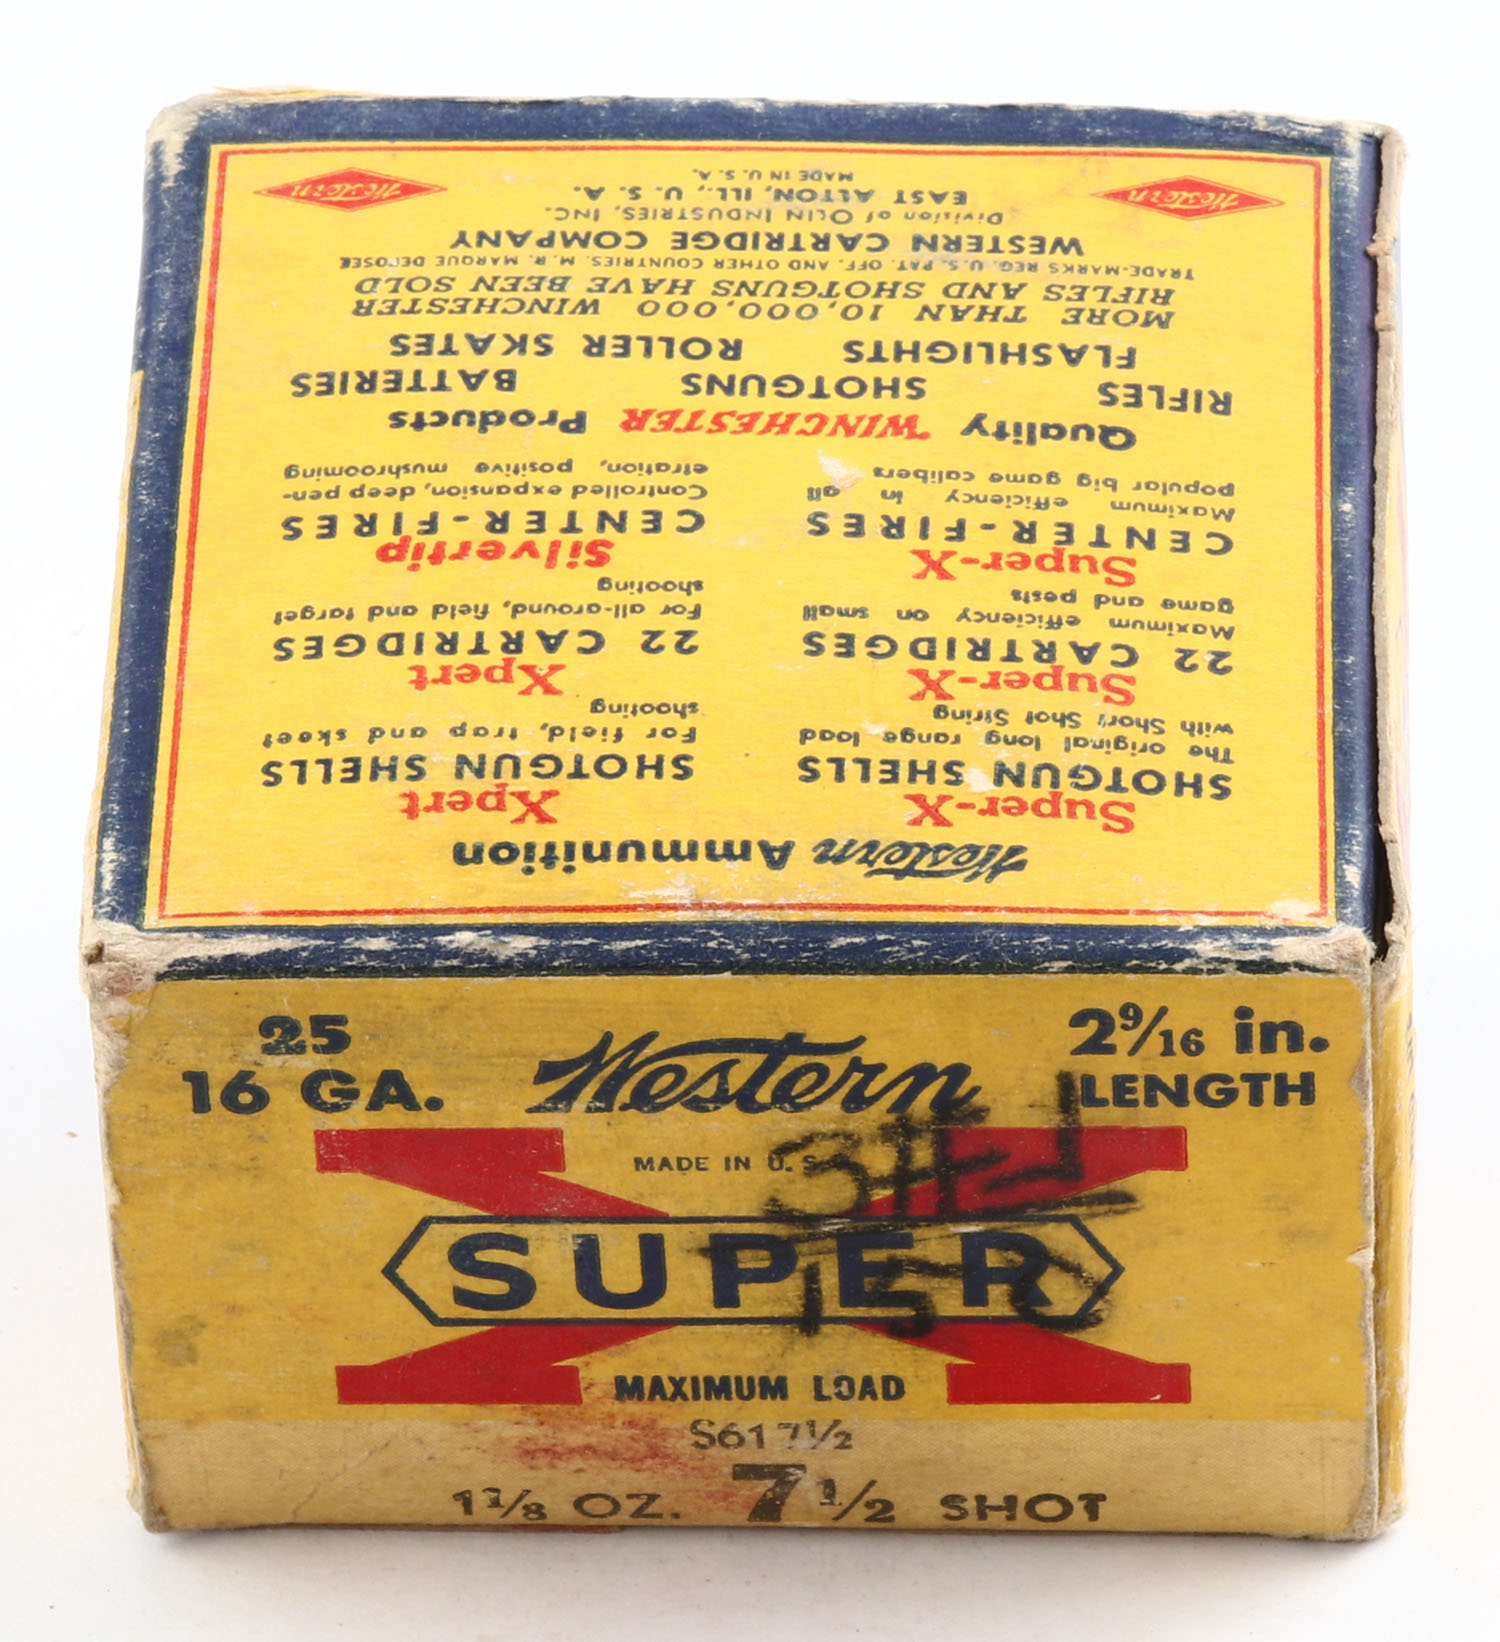 Western Ammunition
Super-X
SHOTGUN SHELLS
The original long range load
with Short Shot String
Xpert
SHOTGUN SHELLS
For field, trap and skeet
shooting
Super-X
22 CARTRIDGES
Maximum efficiency on small
game and pests
Xpert
22 CARTRIDGES
For all-around, field and target
shooting
Super-X
CENTER-FIRES
Maximum efficiency in all
popular big game calibers
Silvertip
CENTER-FIRES
Controlled expansion, deep pen-
etration, positive mushrooming
Quality WINCHESTER Products
RIFLES SHOTGUNS BATTERIES
FLASHLIGHTS ROLLER SKATES
MORE THAN 10,000,000 WINCHESTER
RIFLES AND SHOTGUNS HAVE BEEN SOLD
TRADE-MARKS REG. U.S. PAT. OFF. AND OTHER COUNTRIES. M. R. MARQUE DEPOSEE
WESTERN CARTRIDGE COMPANY
Division of OLIN INDUSTRIES, INC.
Western EAST ALTON, ILL., U. S. A. Western
MADE IN U. S. A.
25
16 GA.
Western
2 9/16 in.
LENGTH
MADE IN U. S.
SUPER
X
MAXIMUM LOAD
S617½
1⅛ OZ. 7½ SHOT